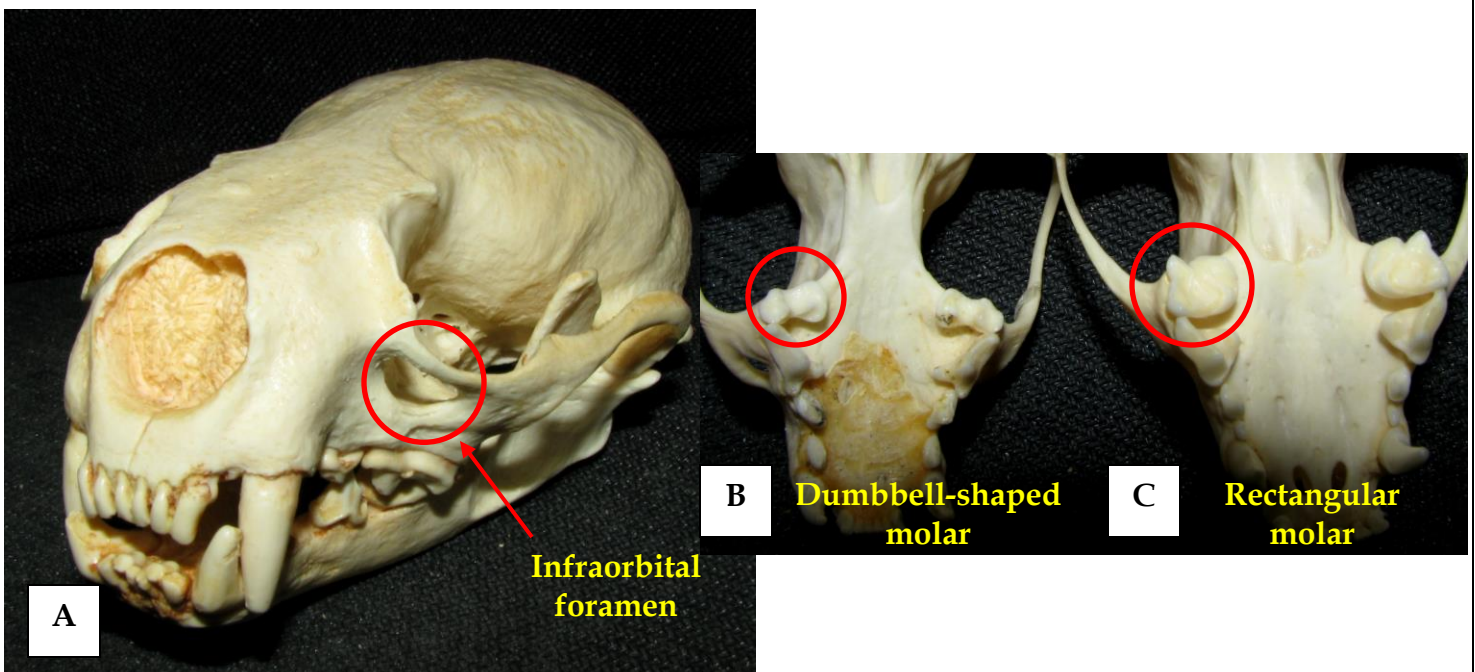 A
Infraorbital
foramen
B
Dumbbell-shaped
molar
C
Rectangular
molar